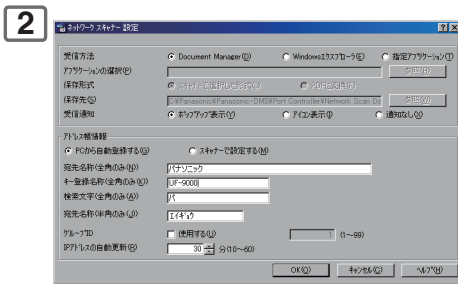 2
ネットワーク スキャナー 設定
受信方法 Document Manager(D) Windowsエクスプローラ(E) 指定アプリケーション(T)
アプリケーションの選択(P) 参照(B)
保存形式 スキャナーで選択した形式(I) PDFに変換(F)
保存先(S) C:¥Panasonic¥Panasonic-DMS¥Port Controller¥Network Scan De 参照(W)
受信通知 ポップアップ表示(V) アイコン表示(I) 通知なし(X)
アドレス帳情報
PCから自動登録する(G) スキャナーで設定する(M)
宛先名称(全角のみ)(N) パナソニック
キー登録名称(全角のみ)(K) UF-9000
検索文字(全角のみ)(A) パ
宛先名称(半角のみ)(J) エイギョウ
グループID 使用する(U) 1 (1~99)
IPアドレスの自動更新(R) 30 分(10~60)
OK(O) キャンセル(C) ヘルプ(H)